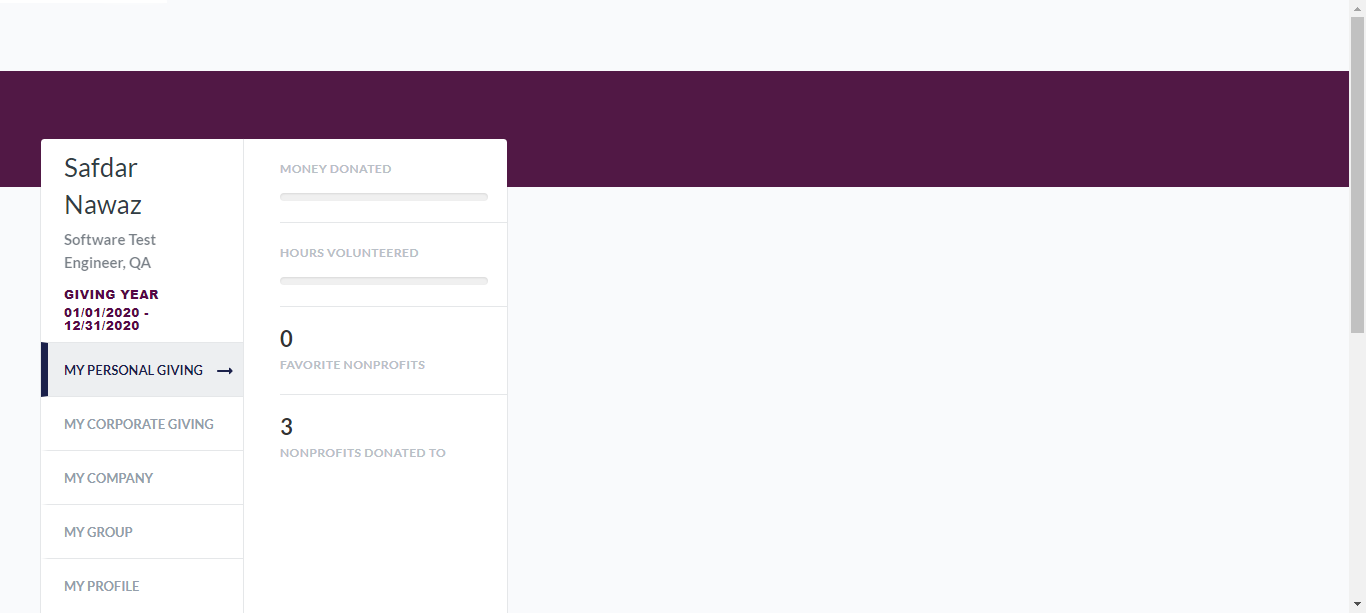 Safdar
Nawaz
Software Test
Engineer, QA
GIVING YEAR
01/01/2020 -
12/31/2020
MY PERSONAL GIVING
MY CORPORATE GIVING
MY COMPANY
MY GROUP
MY PROFILE
MONEY DONATED
HOURS VOLUNTEERED
0
FAVORITE NONPROFITS
3
NONPROFITS DONATED TO